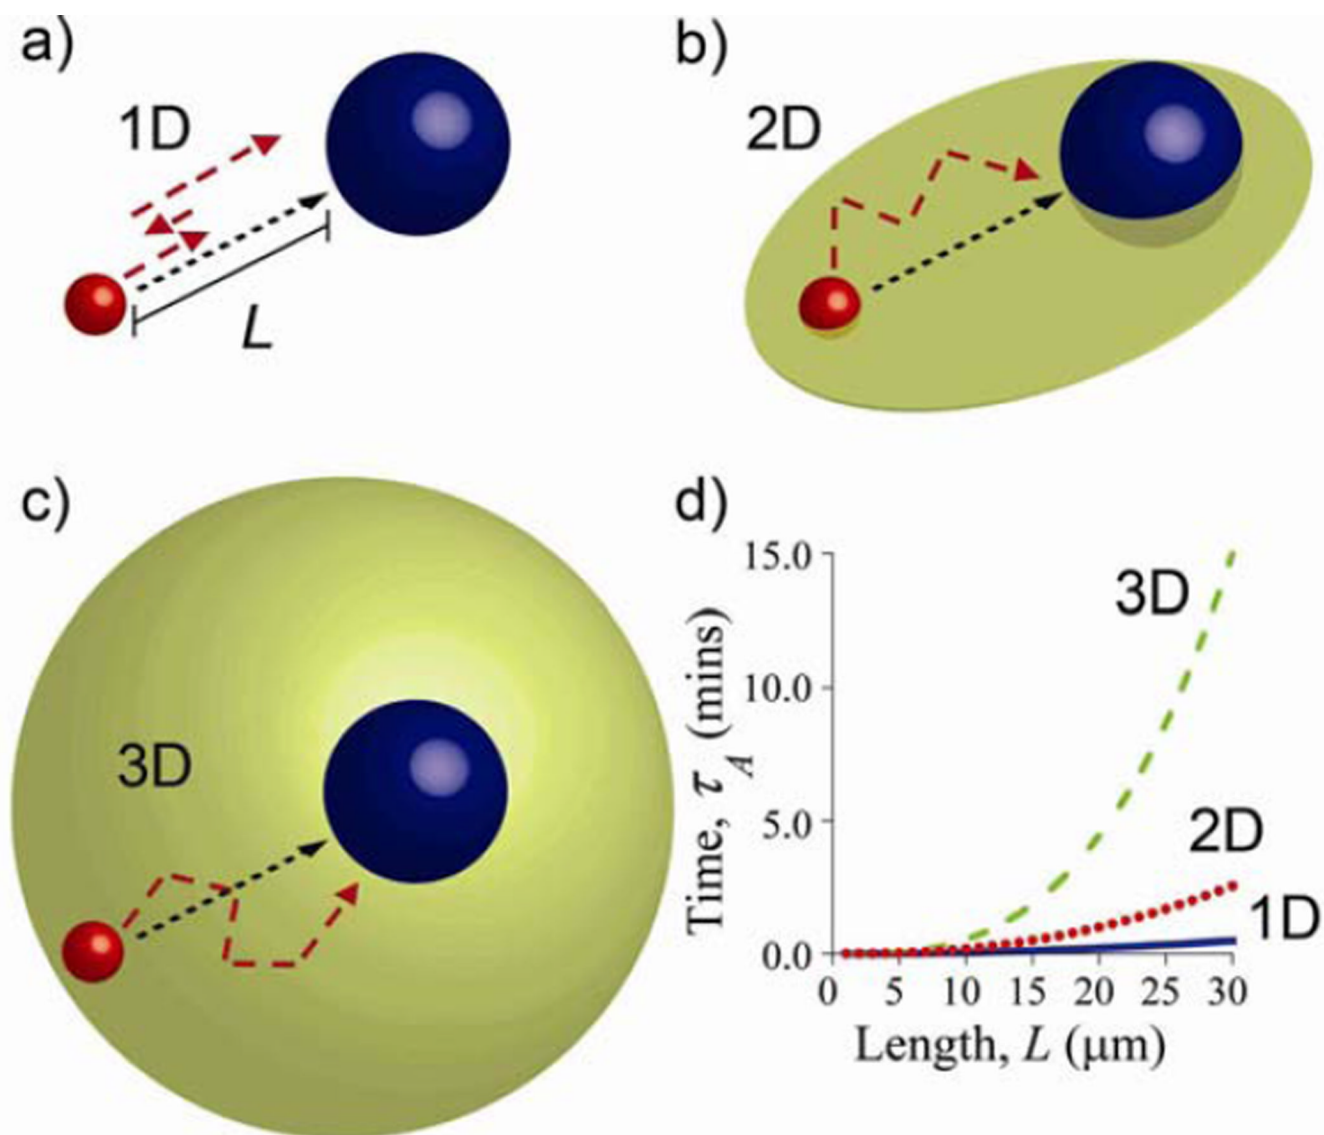 a)
1D
L
b)
2D
c)
3D
d)
15.0
10.0
5.0
0.0
Time, τA (mins)
3D
2D
1D
0 5 10 15 20 25 30
Length, L (μm)